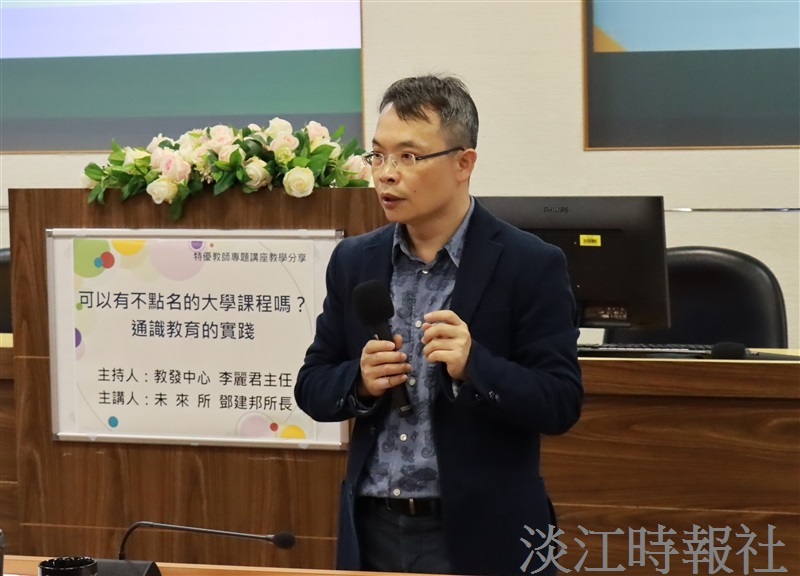 特優教師專題講座教學分享
可以有不點名的大學課程嗎？
通識教育的實踐
主持人：教發中心 李麗君主任
主講人：未來所 鄧建邦所長
PHILIPS
淡江時報社